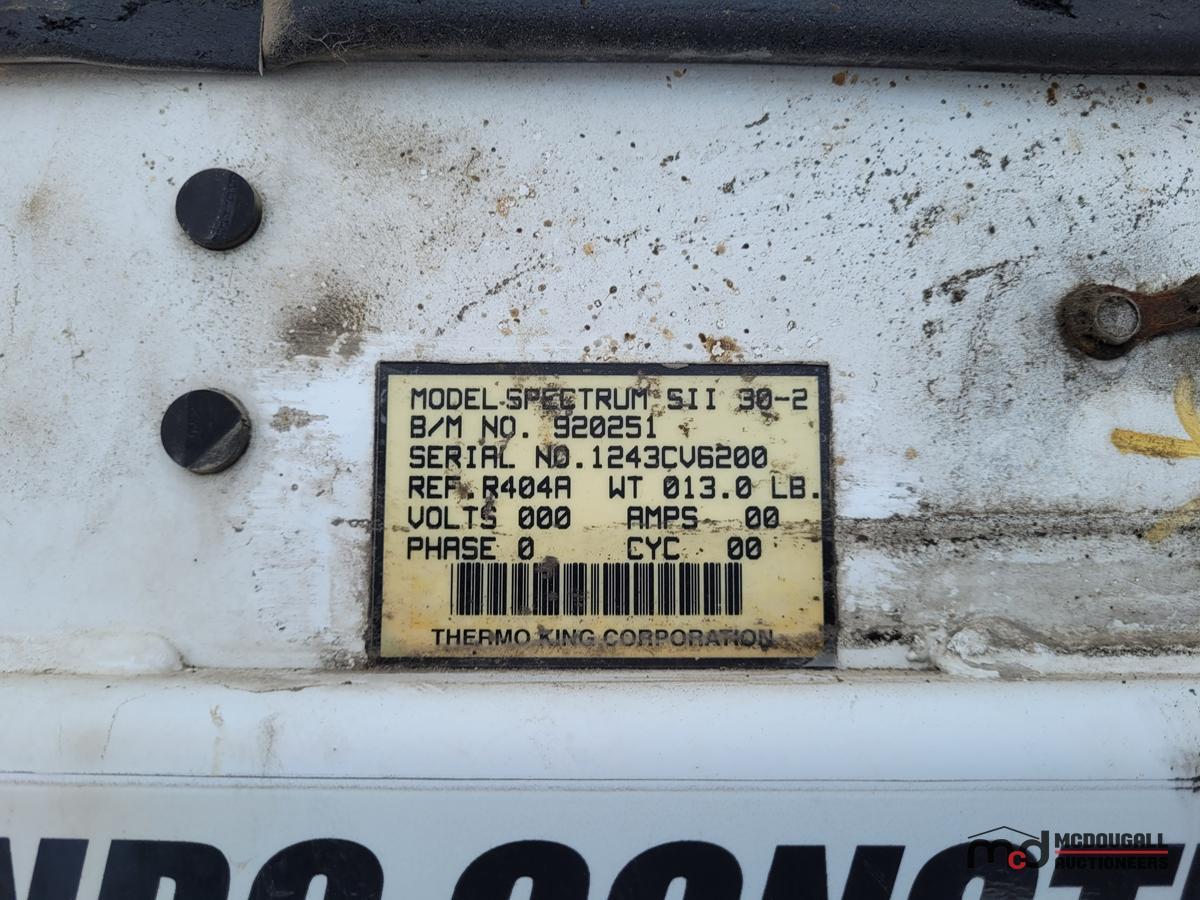 MODEL SPECTRUM SII 30-2
B/M NO. 920251
SERIAL NO. 1243CV6200
REF. R404A WT 013.0 LB.
VOLTS 000 AMPS 00
PHASE 0 CYC 00
THERMO KING CORPORATION
mcd MCDOUGALL
AUCTIONEERS